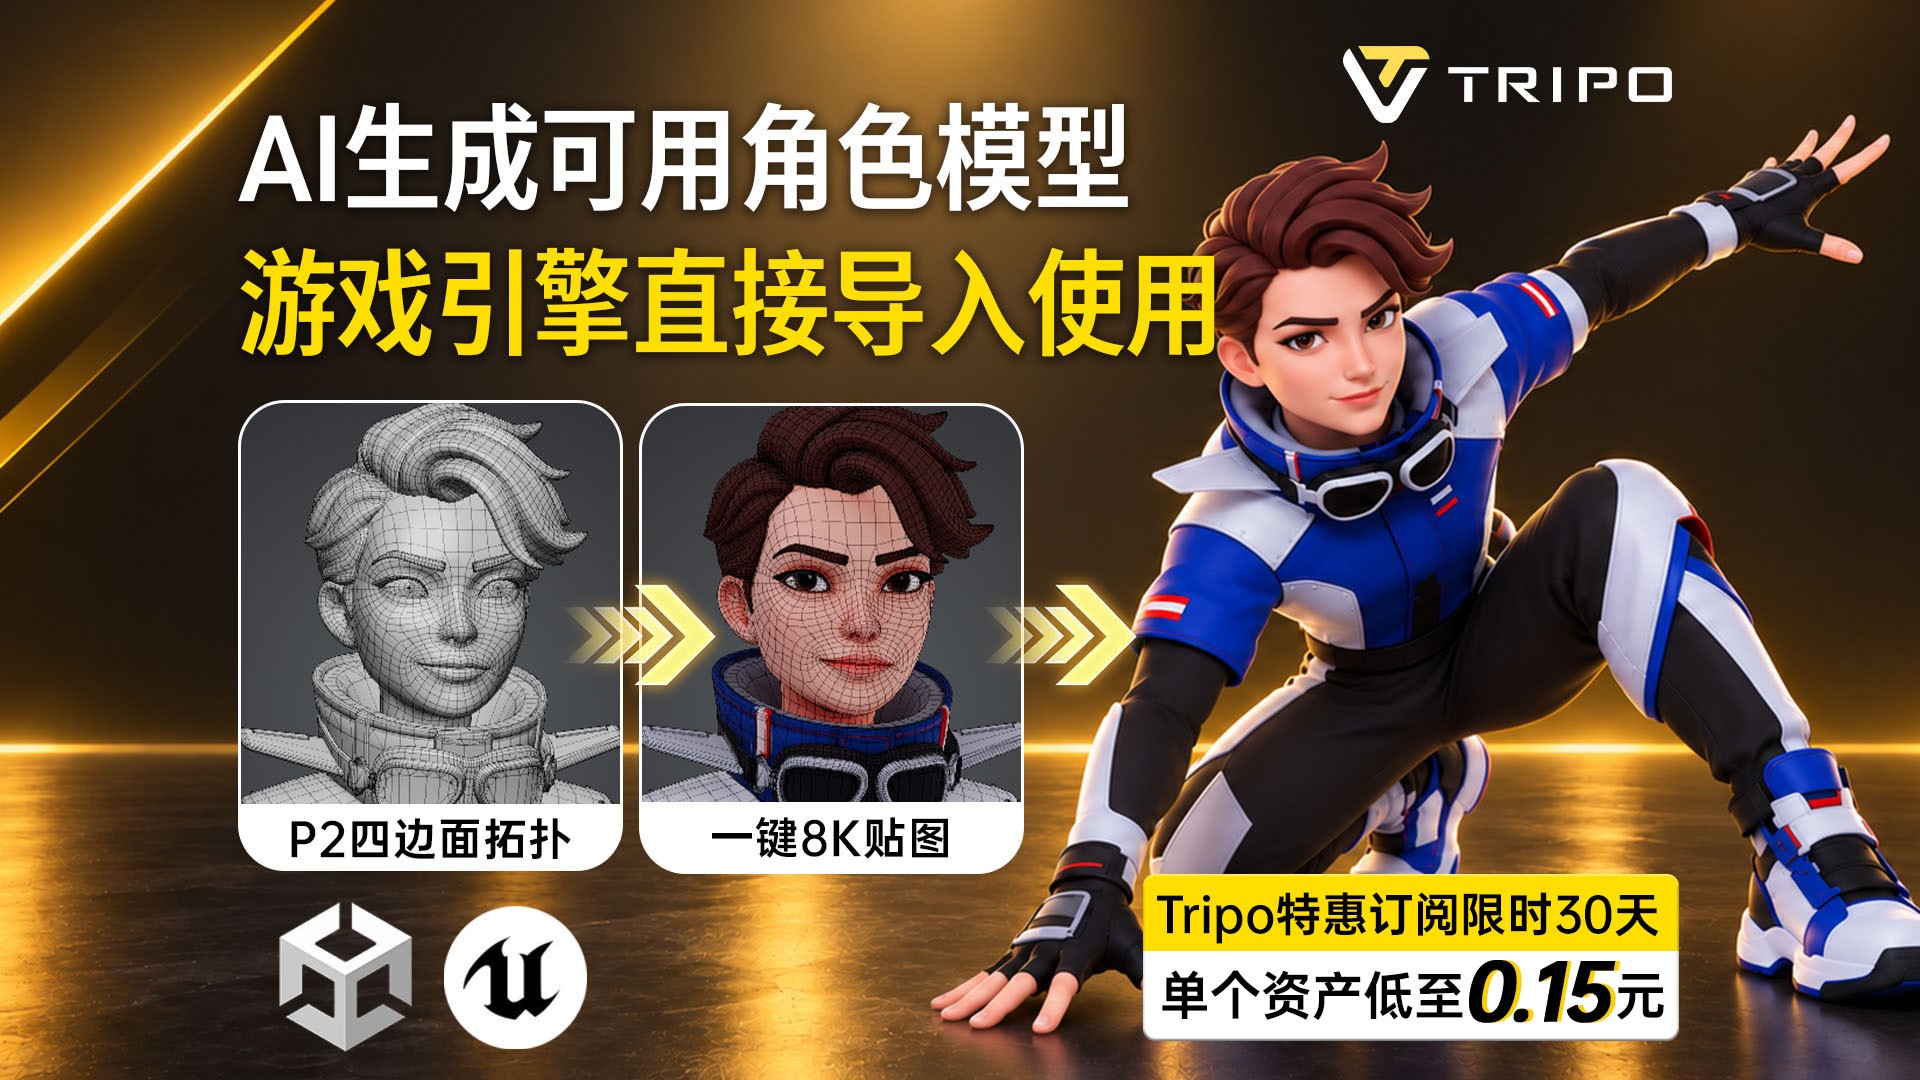 TRIPO
AI生成可用角色模型
游戏引擎直接导入使用
P2四边面拓扑
一键8K贴图
Tripo特惠订阅限时30天
单个资产低至0.15元